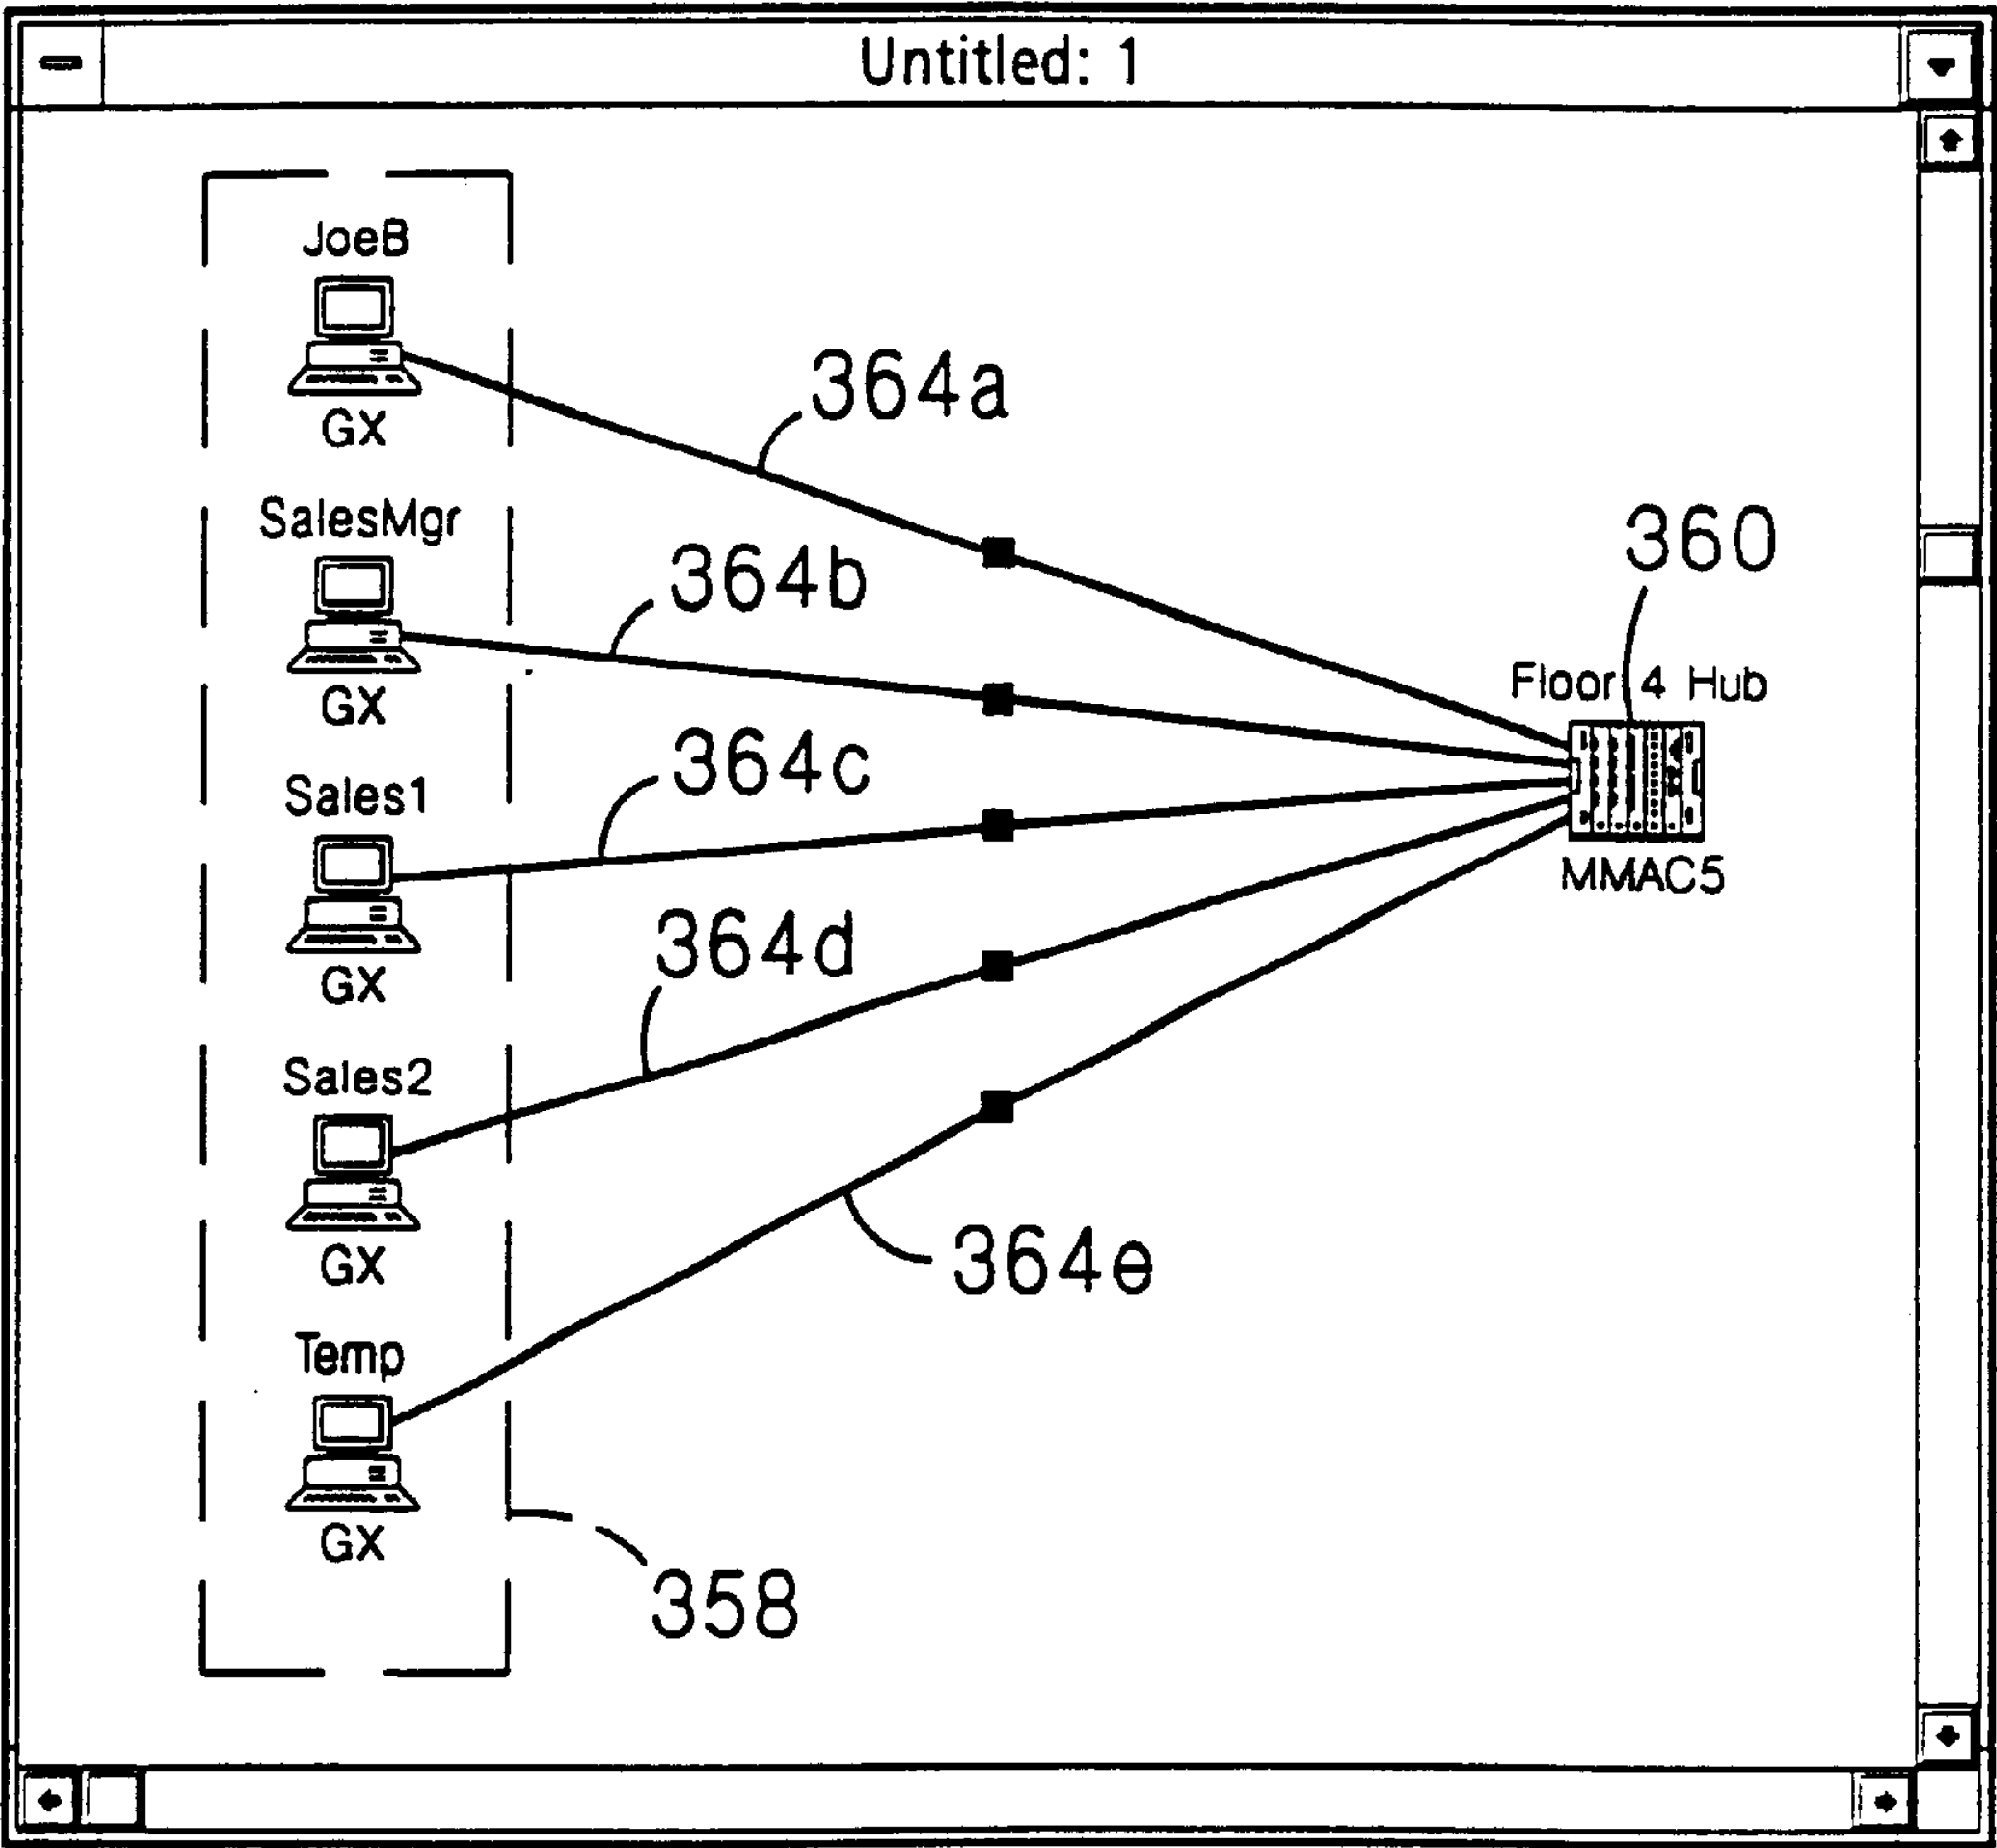 Untitled: 1
JoeB
GX
364a
SalesMgr
GX
364b
360
Floor 4 Hub
MMAC5
Sales1
GX
364c
Sales2
GX
364d
364e
Temp
GX
358